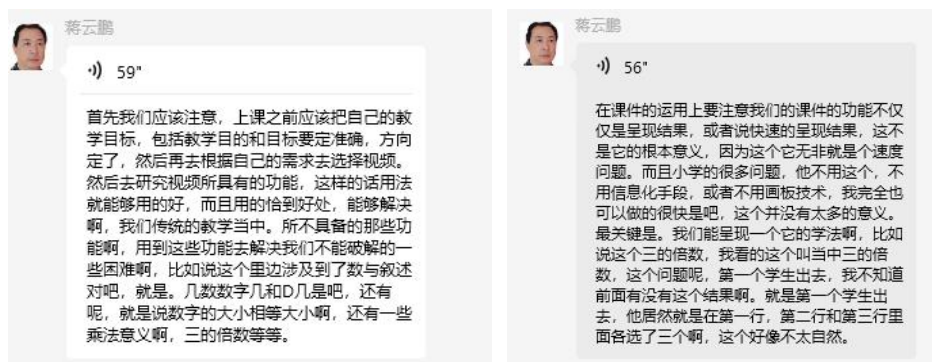 蒋云鹏
59"
首先我们应该注意，上课之前应该把自己的教
学目标，包括教学目的和目标要定准确，方向
定了，然后再去根据自己的需求去选择视频。
然后去研究视频所具有的功能，这样的话用法
就能够用的好，而且用的恰到好处，能够解决
啊，我们传统的教学当中。所不具备的那些功
能啊，用到这些功能去解决我们不能破解的一
些困难啊，比如说这个里边涉及到了数与叙述
对吧，就是。几数数字几和D几是吧，还有
呢，就是说数字的大小相等大小啊，还有一些
乘法意义啊，三的倍数等等。
蒋云鹏
56"
在课件的运用上要注意我们的课件的功能不仅
仅是呈现结果，或者说快速的呈现结果，这不
是它的根本意义，因为这个它无非就是个速度
问题。而且小学的很多问题，他不用这个，不
用信息化手段，或者不用画板技术，我完全也
可以做的很快是吧，这个并没有太多的意义。
最关键是。我们能呈现一个它的学法啊，比如
说这个三的倍数，我看的这个叫当中三的倍
数，这个问题呢，第一个学生出去，我不知道
前面有没有这个结果啊。就是第一个学生出
去，他居然就是在第一行，第二行和第三行里
面各选了三个啊，这个好像不太自然。